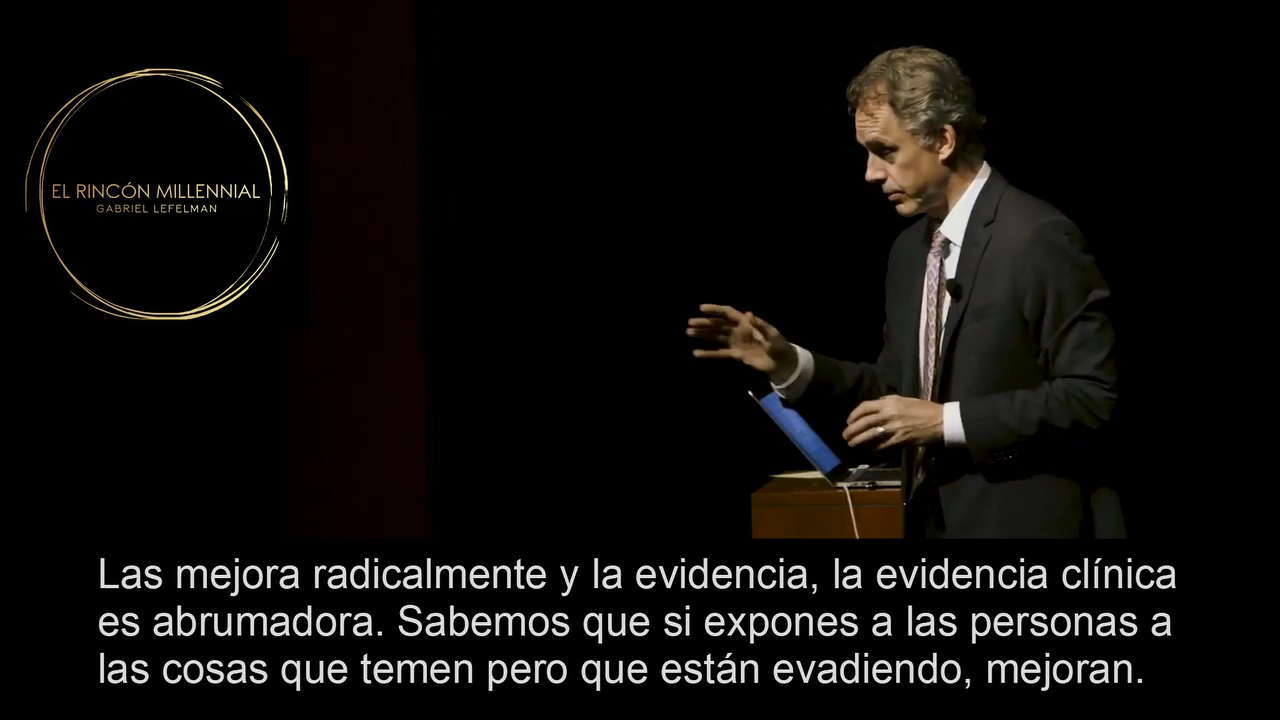 EL RINCÓN MILLENNIAL
GABRIEL LEFELMAN
Las mejora radicalmente y la evidencia, la evidencia clínica
es abrumadora. Sabemos que si expones a las personas a
las cosas que temen pero que están evadiendo, mejoran.